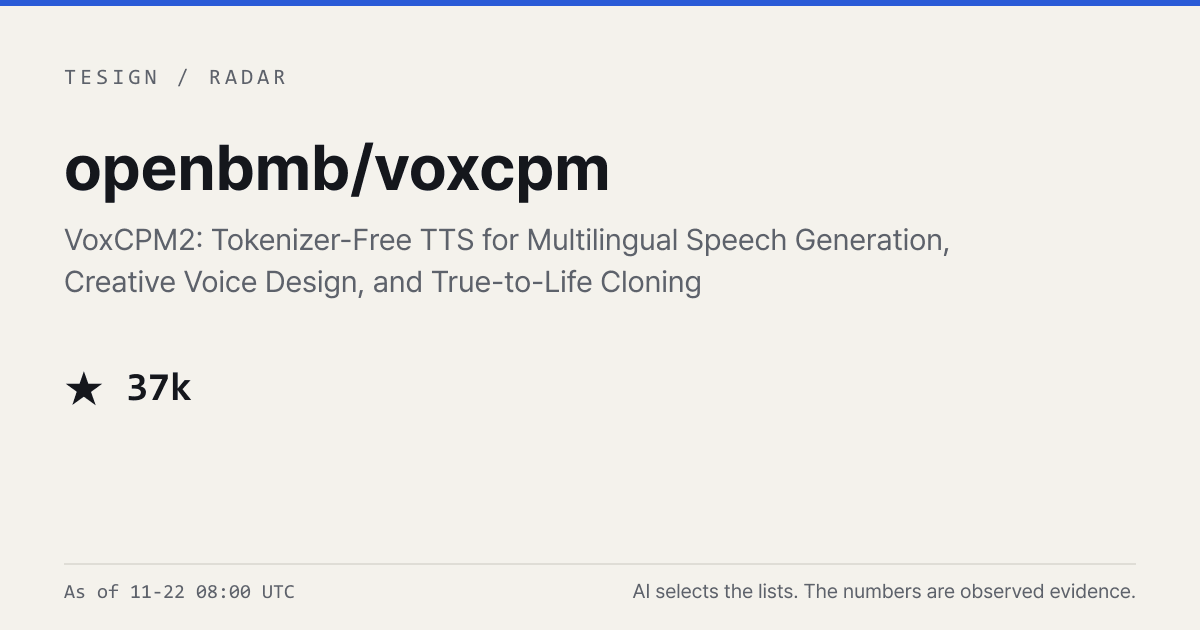 TESIGN / RADAR
openbmb/voxcpm
VoxCPM2: Tokenizer-Free TTS for Multilingual Speech Generation,
Creative Voice Design, and True-to-Life Cloning
★ 37k
As of 11-22 08:00 UTC
AI selects the lists. The numbers are observed evidence.